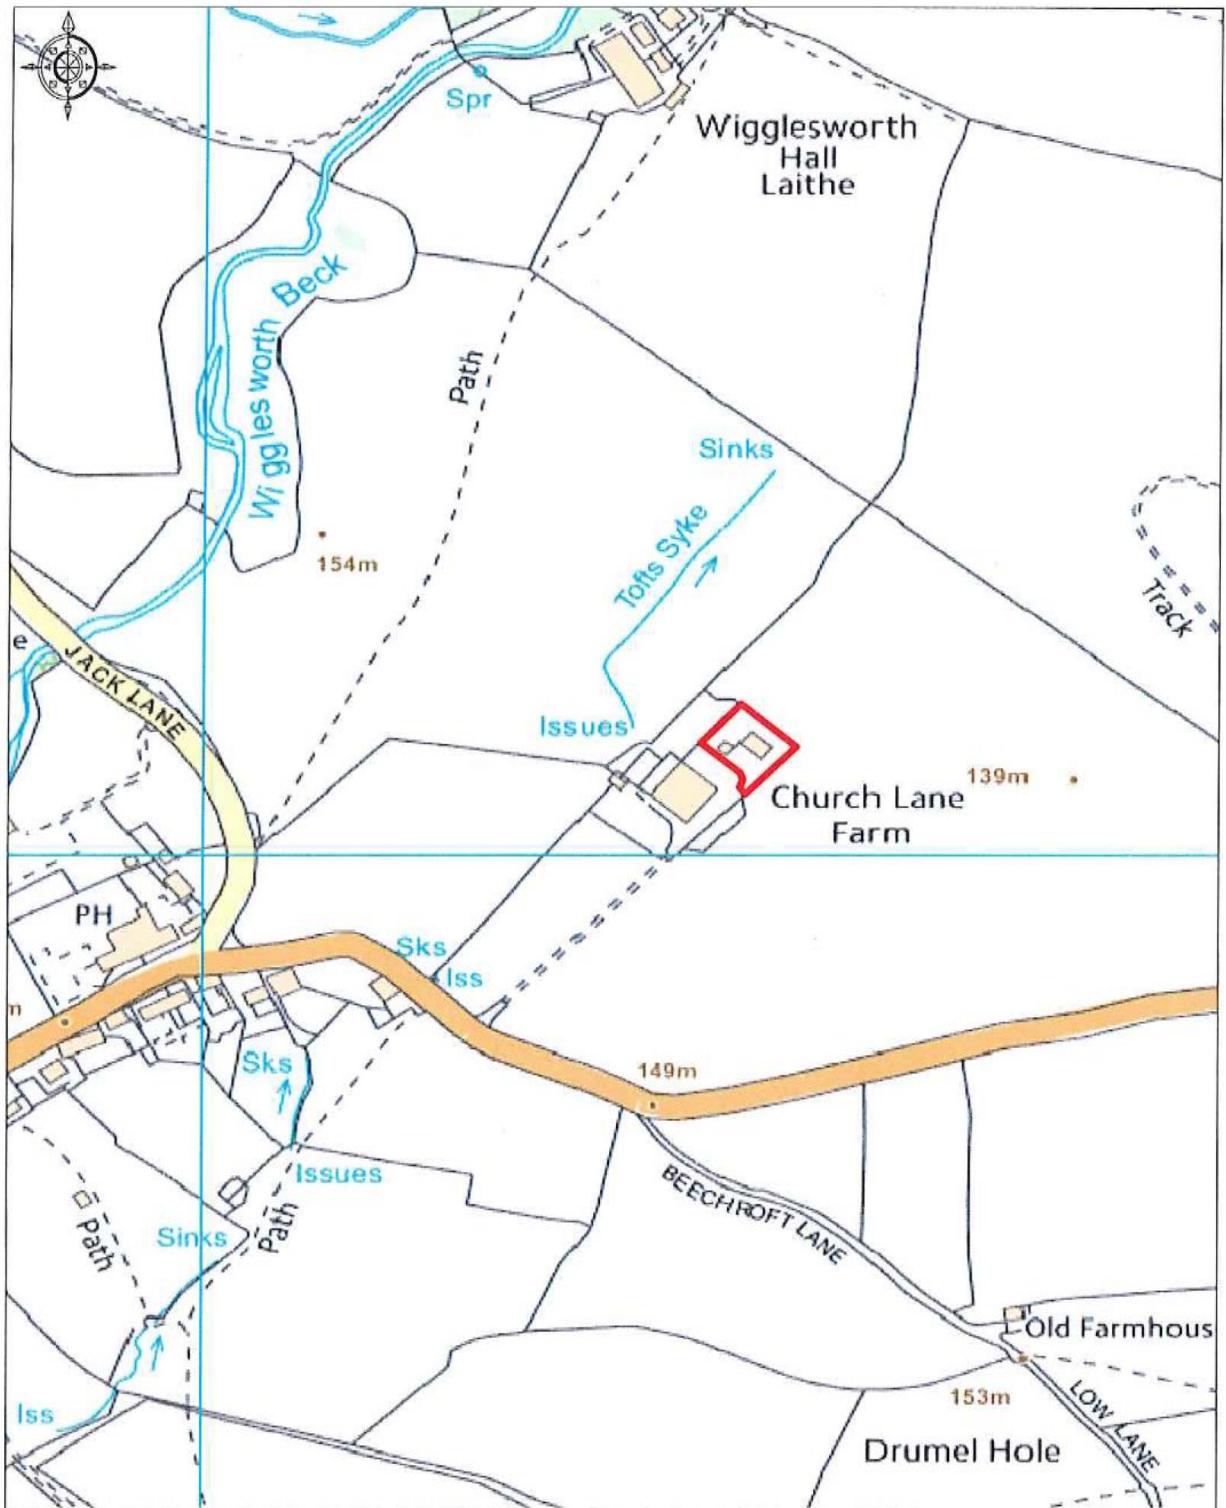 Spr
Wigglesworth
Hall
Laithe
Wigglesworth Beck
Path
Sinks
Tofts Syke
154m
Track
e
JACK LANE
Issues
139m
Church Lane
Farm
PH
Sks
Iss
m
149m
Sks
Issues
BEECHROFT LANE
Path
Path
Sinks
Old Farmhous
153m
LOW LANE
Iss
Drumel Hole